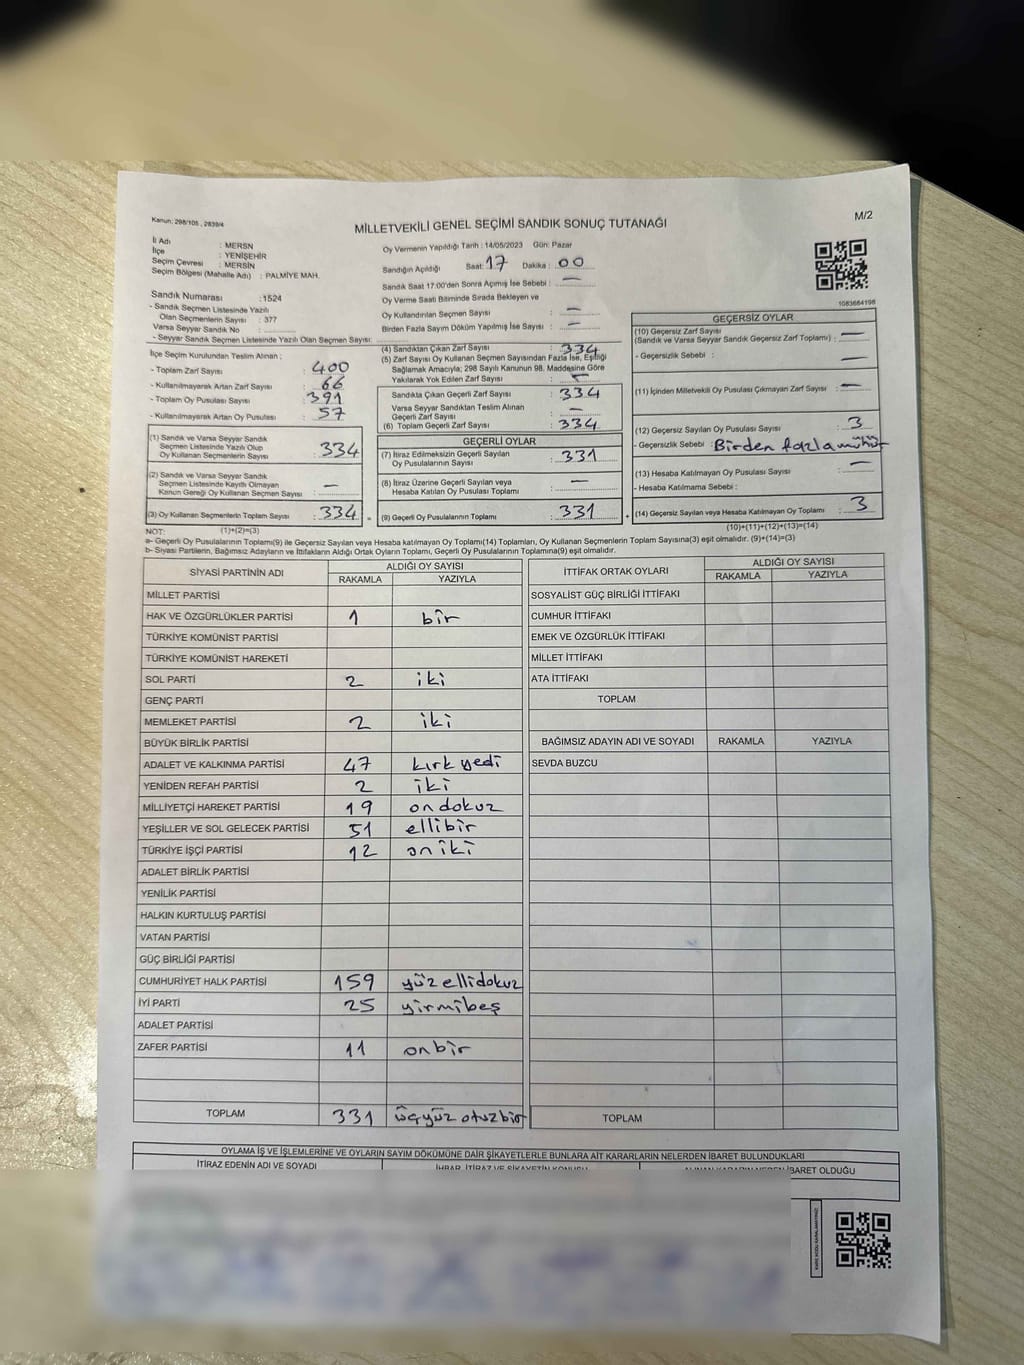 Kanun: 298/105 , 2839/4
MİLLETVEKİLİ GENEL SEÇİMİ SANDIK SONUÇ TUTANAĞI
M/2
İl Adı : MERSN
İlçe : YENİŞEHİR
Seçim Çevresi : MERSİN
Seçim Bölgesi (Mahalle Adı) : PALMİYE MAH.
Sandık Numarası :1524
- Sandık Seçmen Listesinde Yazılı
Olan Seçmenlerin Sayısı : 377
Varsa Seyyar Sandık No :
- Seyyar Sandık Seçmen Listesinde Yazılı Olan Seçmen Sayısı:
Oy Vermenin Yapıldığı Tarih : 14/05/2023 Gün: Pazar
Sandığın Açıldığı Saat: 17 Dakika : 00
Sandık Saat 17:00'den Sonra Açımış İse Sebebi : —
Oy Verme Saati Bitiminde Sırada Bekleyen ve
Oy Kullandırılan Seçmen Sayısı : —
Birden Fazla Sayım Döküm Yapılmış İse Sayısı : —
1083684198
İlçe Seçim Kurulundan Teslim Alınan ;
- Toplam Zarf Sayısı : 400
- Kullanılmayarak Artan Zarf Sayısı : 66
- Toplam Oy Pusulası Sayısı : 391
- Kullanılmayarak Artan Oy Pusulası : 57
(1) Sandık ve Varsa Seyyar Sandık
Seçmen Listesinde Yazılı Olup
Oy Kullanan Seçmenlerin Sayısı : 334
(2) Sandık ve Varsa Seyyar Sandık
Seçmen Listesinde Kayıtlı Olmayan
Kanun Gereği Oy Kullanan Seçmen Sayısı : —
(3) Oy Kullanan Seçmenlerin Toplam Sayısı : 334
(4) Sandıktan Çıkan Zarf Sayısı : 334
(5) Zarf Sayısı Oy Kullanan Seçmen Sayısından Fazla İse, Eşitliği
Sağlamak Amacıyla; 298 Sayılı Kanunun 98. Maddesine Göre
Yakılarak Yok Edilen Zarf Sayısı : —
Sandıkta Çıkan Geçerli Zarf Sayısı : 334
Varsa Seyyar Sandıktan Teslim Alınan
Geçerli Zarf Sayısı : —
(6) Toplam Geçerli Zarf Sayısı : 334
GEÇERLİ OYLAR
(7) İtiraz Edilmeksizin Geçerli Sayılan
Oy Pusulalarının Sayısı : 331
(8) İtiraz Üzerine Geçerli Sayılan veya
Hesaba Katılan Oy Pusulası Toplamı : —
= (9) Geçerli Oy Pusulalarının Toplamı : 331
GEÇERSİZ OYLAR
(10) Geçersiz Zarf Sayısı
(Sandık ve Varsa Seyyar Sandık Geçersiz Zarf Toplamı) : —
- Geçersizlik Sebebi : —
(11) İçinden Milletvekili Oy Pusulası Çıkmayan Zarf Sayısı : —
(12) Geçersiz Sayılan Oy Pusulası Sayısı : 3
- Geçersizlik Sebebi : Birden fazla mühür
(13) Hesaba Katılmayan Oy Pusulası Sayısı : —
- Hesaba Katılmama Sebebi :
+ (14) Geçersiz Sayılan veya Hesaba Katılmayan Oy Toplamı : 3
NOT: (1)+(2)=(3)
(10)+(11)+(12)+(13)=(14)
a- Geçerli Oy Pusulalarının Toplamı(9) ile Geçersiz Sayılan veya Hesaba Katılmayan Oy Toplamı(14) Toplamları, Oy Kullanan Seçmenlerin Toplam Sayısına(3) eşit olmalıdır. (9)+(14)=(3)
b- Siyasi Partilerin, Bağımsız Adayların ve İttifakların Aldığı Ortak Oyların Toplamı, Geçerli Oy Pusulalarının Toplamına(9) eşit olmalıdır.
SİYASİ PARTİNİN ADI ALDIĞI OY SAYISI
RAKAMLA YAZIYLA
MİLLET PARTİSİ
HAK VE ÖZGÜRLÜKLER PARTİSİ 1 bir
TÜRKİYE KOMÜNİST PARTİSİ
TÜRKİYE KOMÜNİST HAREKETİ
SOL PARTİ 2 iki
GENÇ PARTİ
MEMLEKET PARTİSİ 2 iki
BÜYÜK BİRLİK PARTİSİ
ADALET VE KALKINMA PARTİSİ 47 kırk yedi
YENİDEN REFAH PARTİSİ 2 iki
MİLLİYETÇİ HAREKET PARTİSİ 19 on dokuz
YEŞİLLER VE SOL GELECEK PARTİSİ 51 ellibir
TÜRKİYE İŞÇİ PARTİSİ 12 on iki
ADALET BİRLİK PARTİSİ
YENİLİK PARTİSİ
HALKIN KURTULUŞ PARTİSİ
VATAN PARTİSİ
GÜÇ BİRLİĞİ PARTİSİ
CUMHURİYET HALK PARTİSİ 159 yüz ellidokuz
İYİ PARTİ 25 yirmibeş
ADALET PARTİSİ
ZAFER PARTİSİ 11 onbir
TOPLAM 331 üçyüz otuzbir
İTTİFAK ORTAK OYLARI ALDIĞI OY SAYISI
RAKAMLA YAZIYLA
SOSYALİST GÜÇ BİRLİĞİ İTTİFAKI
CUMHUR İTTİFAKI
EMEK VE ÖZGÜRLÜK İTTİFAKI
MİLLET İTTİFAKI
ATA İTTİFAKI
TOPLAM
BAĞIMSIZ ADAYIN ADI VE SOYADI RAKAMLA YAZIYLA
SEVDA BUZCU
TOPLAM
OYLAMA İŞ VE İŞLEMLERİNE VE OYLARIN SAYIM DÖKÜMÜNE DAİR ŞİKAYETLERLE BUNLARA AİT KARARLARIN NELERDEN İBARET BULUNDUKLARI
İTİRAZ EDENİN ADI VE SOYADI İHBAR, İTİRAZ VE ŞİKAYETİN KONUSU ALINAN KARARIN NEDEN İBARET OLDUĞU